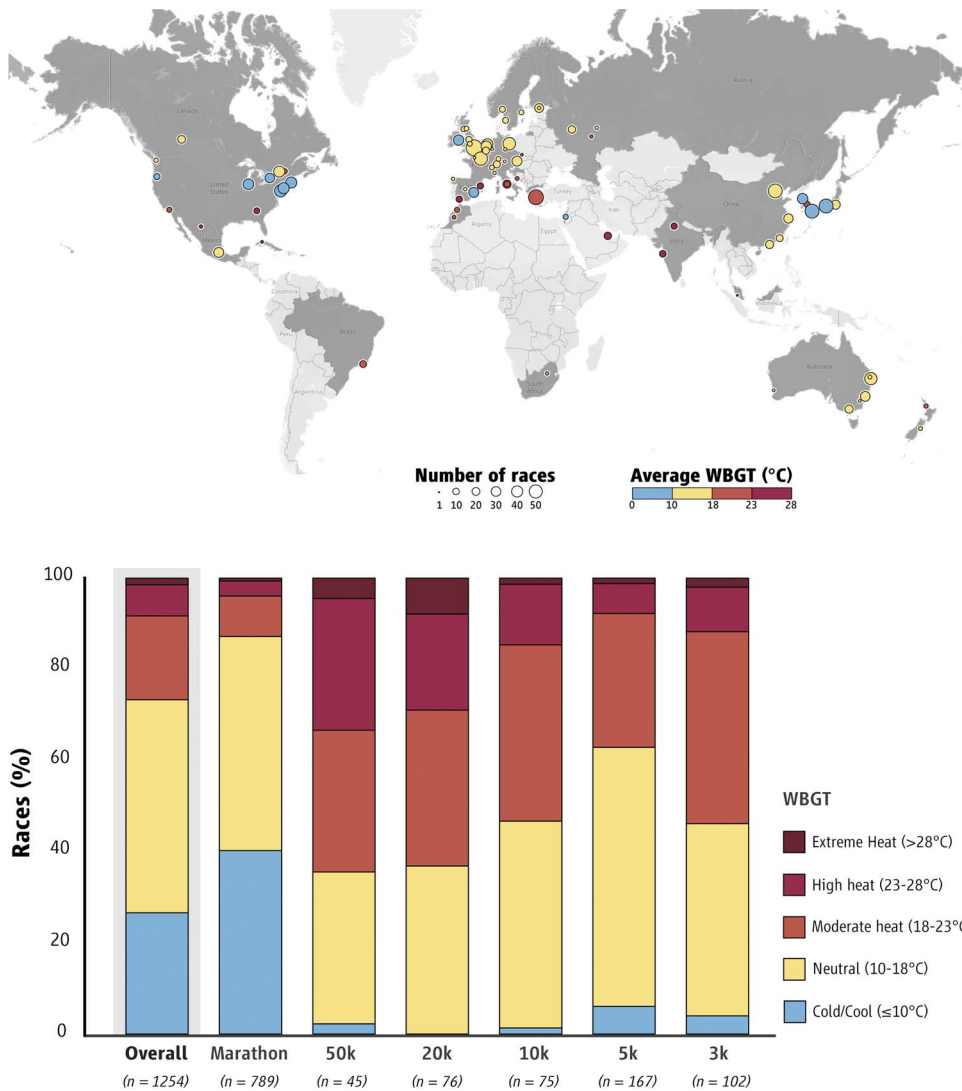 Russia
Canada
United
States
Mexico
Colombia
Peru
Brazil
Argentina
Algeria
Egypt
Turkey
Iran
India
China
Indonesia
South
Africa
Australia
Number of races
1 10 20 30 40 50
Average WBGT (°C)
0 10 18 23 28
Races (%)
100
80
60
40
20
0
Overall Marathon 50k 20k 10k 5k 3k
(n = 1254) (n = 789) (n = 45) (n = 76) (n = 75) (n = 167) (n = 102)
WBGT
Extreme Heat (>28°C)
High heat (23-28°C)
Moderate heat (18-23°C
Neutral (10-18°C)
Cold/Cool (≤10°C)